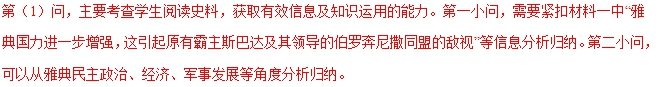 第（1）问，主要考查学生阅读史料，获取有效信息及知识运用的能力。第一小问，需要紧扣材料一中“雅
典国力进一步增强，这引起原有霸主斯巴达及其领导的伯罗奔尼撒同盟的敌视”等信息分析归纳。第二小问，
可以从雅典民主政治、经济、军事发展等角度分析归纳。